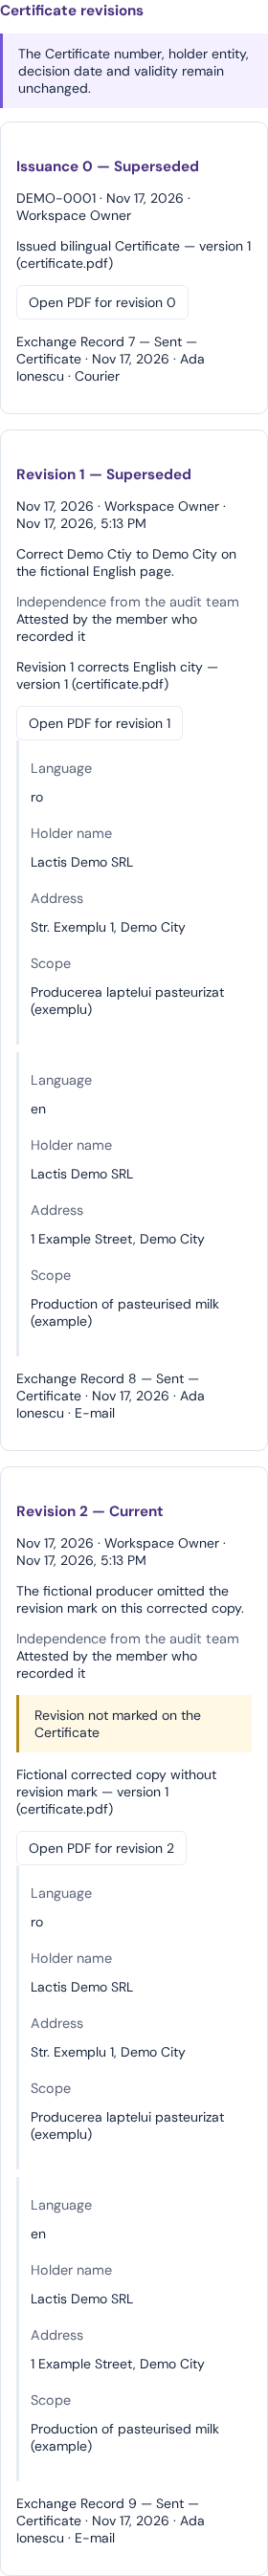 Certificate revisions
The Certificate number, holder entity,
decision date and validity remain
unchanged.
Issuance 0 — Superseded
DEMO-0001 · Nov 17, 2026 ·
Workspace Owner
Issued bilingual Certificate — version 1
(certificate.pdf)
Open PDF for revision 0
Exchange Record 7 — Sent —
Certificate · Nov 17, 2026 · Ada
Ionescu · Courier
Revision 1 — Superseded
Nov 17, 2026 · Workspace Owner ·
Nov 17, 2026, 5:13 PM
Correct Demo Ctiy to Demo City on
the fictional English page.
Independence from the audit team
Attested by the member who
recorded it
Revision 1 corrects English city —
version 1 (certificate.pdf)
Open PDF for revision 1
Language
ro
Holder name
Lactis Demo SRL
Address
Str. Exemplu 1, Demo City
Scope
Producerea laptelui pasteurizat
(exemplu)
Language
en
Holder name
Lactis Demo SRL
Address
1 Example Street, Demo City
Scope
Production of pasteurised milk
(example)
Exchange Record 8 — Sent —
Certificate · Nov 17, 2026 · Ada
Ionescu · E-mail
Revision 2 — Current
Nov 17, 2026 · Workspace Owner ·
Nov 17, 2026, 5:13 PM
The fictional producer omitted the
revision mark on this corrected copy.
Independence from the audit team
Attested by the member who
recorded it
Revision not marked on the
Certificate
Fictional corrected copy without
revision mark — version 1
(certificate.pdf)
Open PDF for revision 2
Language
ro
Holder name
Lactis Demo SRL
Address
Str. Exemplu 1, Demo City
Scope
Producerea laptelui pasteurizat
(exemplu)
Language
en
Holder name
Lactis Demo SRL
Address
1 Example Street, Demo City
Scope
Production of pasteurised milk
(example)
Exchange Record 9 — Sent —
Certificate · Nov 17, 2026 · Ada
Ionescu · E-mail